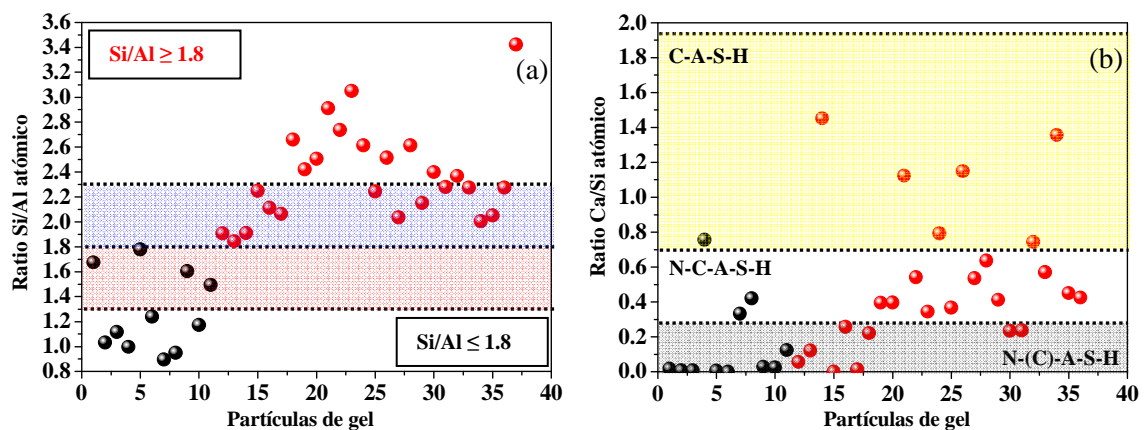 Si/Al ≥ 1.8
(a)
Si/Al ≤ 1.8
3.6
3.4
3.2
3.0
2.8
2.6
2.4
2.2
2.0
1.8
1.6
1.4
1.2
1.0
0.8
0 5 10 15 20 25 30 35 40
Ratio Si/Al atómico
Partículas de gel
C-A-S-H
(b)
N-C-A-S-H
N-(C)-A-S-H
2.0
1.8
1.6
1.4
1.2
1.0
0.8
0.6
0.4
0.2
0.0
0 5 10 15 20 25 30 35 40
Ratio Ca/Si atómico
Partículas de gel